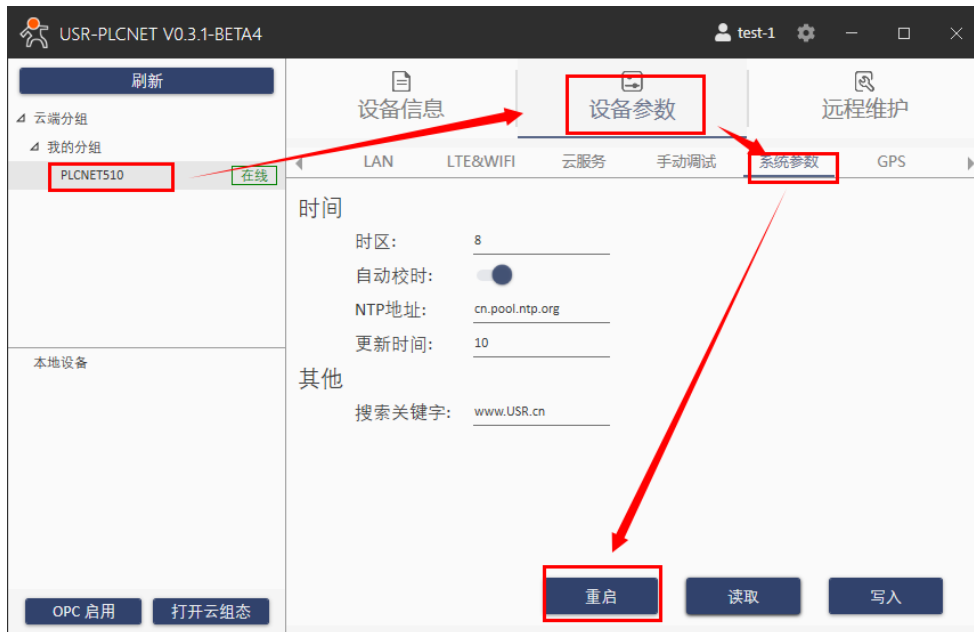 USR-PLCNET V0.3.1-BETA4
test-1
刷新
云端分组
我的分组
PLCNET510
在线
本地设备
OPC 启用
打开云组态
设备信息
设备参数
远程维护
LAN
LTE&WIFI
云服务
手动调试
系统参数
GPS
时间
时区: 8
自动校时:
NTP地址: cn.pool.ntp.org
更新时间: 10
其他
搜索关键字: www.USR.cn
重启
读取
写入